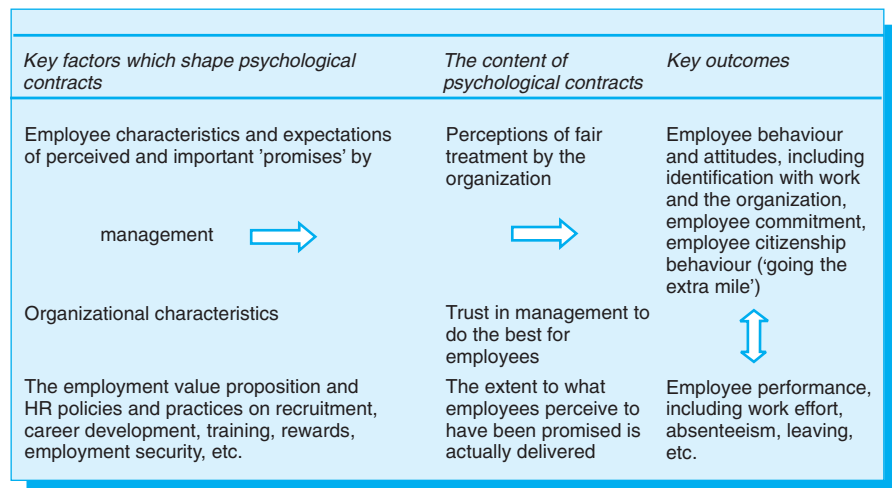 Key factors which shape psychological
contracts
The content of
psychological contracts
Key outcomes
Employee characteristics and expectations
of perceived and important 'promises' by
management
Organizational characteristics
The employment value proposition and
HR policies and practices on recruitment,
career development, training, rewards,
employment security, etc.
Perceptions of fair
treatment by the
organization
Trust in management to
do the best for
employees
The extent to what
employees perceive to
have been promised is
actually delivered
Employee behaviour
and attitudes, including
identification with work
and the organization,
employee commitment,
employee citizenship
behaviour (‘going the
extra mile’)
Employee performance,
including work effort,
absenteeism, leaving,
etc.